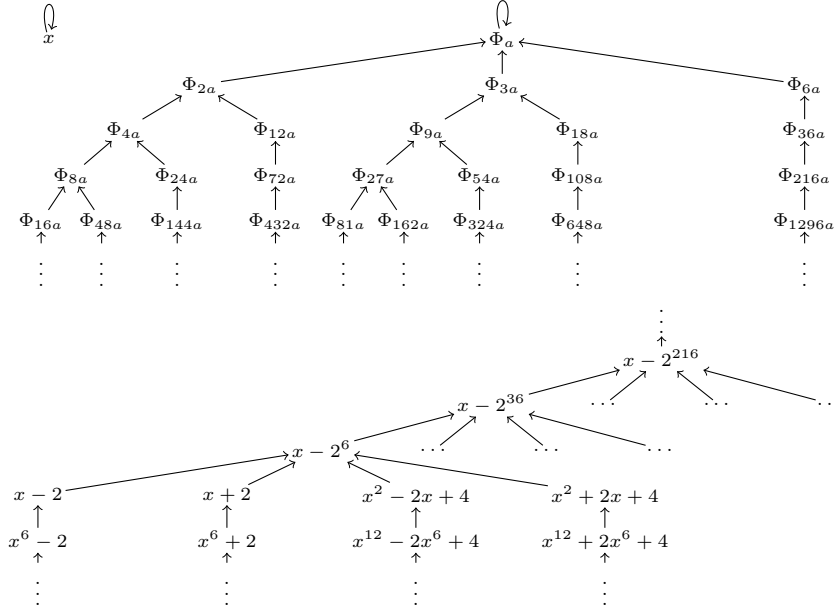 x
Φ_a
Φ_{2a} Φ_{3a} Φ_{6a}
Φ_{4a} Φ_{12a} Φ_{9a} Φ_{18a} Φ_{36a}
Φ_{8a} Φ_{24a} Φ_{72a} Φ_{27a} Φ_{54a} Φ_{108a} Φ_{216a}
Φ_{16a} Φ_{48a} Φ_{144a} Φ_{432a} Φ_{81a} Φ_{162a} Φ_{324a} Φ_{648a} Φ_{1296a}
⋮ ⋮ ⋮ ⋮ ⋮ ⋮ ⋮ ⋮ ⋮
⋮
x − 2^{216}
x − 2^{36} ... ... ...
x − 2^6 ... ... ...
x − 2 x + 2 x^2 − 2x + 4 x^2 + 2x + 4
x^6 − 2 x^6 + 2 x^{12} − 2x^6 + 4 x^{12} + 2x^6 + 4
⋮ ⋮ ⋮ ⋮